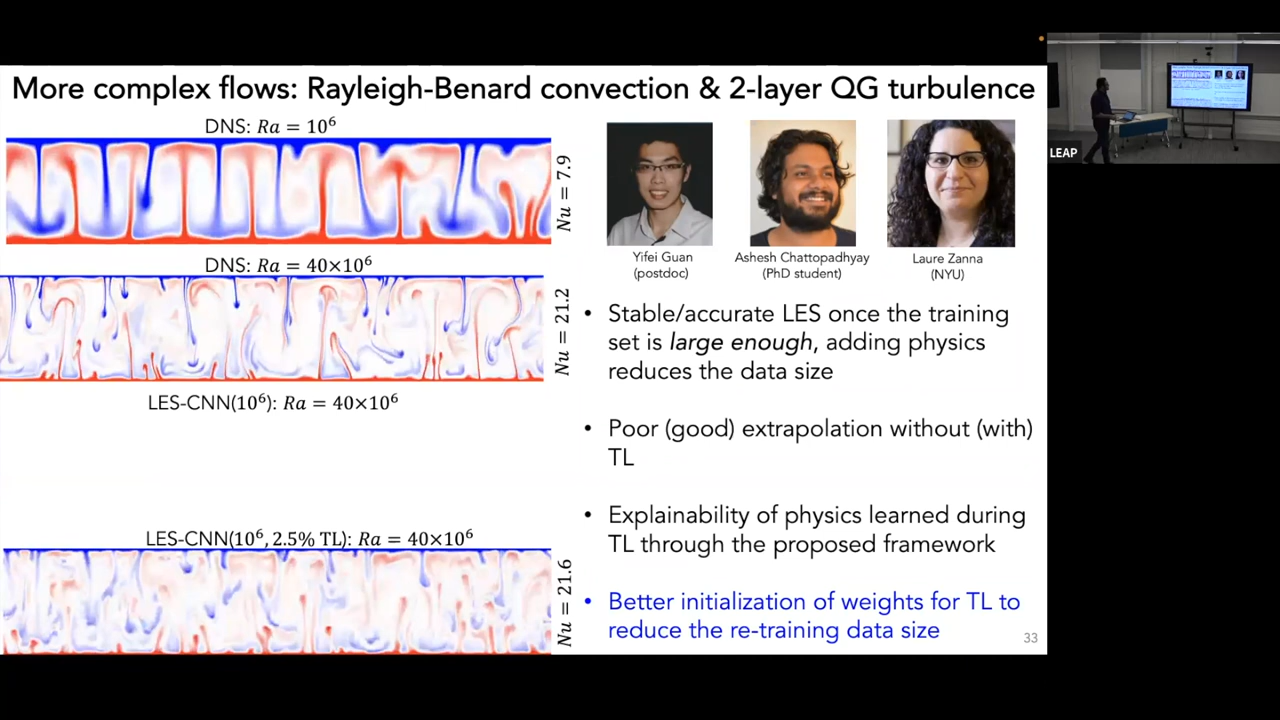 More complex flows: Rayleigh-Benard convection & 2-layer QG turbulence
DNS: Ra = 10⁶
Nu = 7.9
DNS: Ra = 40×10⁶
Nu = 21.2
LES-CNN(10⁶): Ra = 40×10⁶
LES-CNN(10⁶, 2.5% TL): Ra = 40×10⁶
Nu = 21.6
Yifei Guan
(postdoc)
Ashesh Chattopadhyay
(PhD student)
Laure Zanna
(NYU)
• Stable/accurate LES once the training
set is large enough, adding physics
reduces the data size
• Poor (good) extrapolation without (with)
TL
• Explainability of physics learned during
TL through the proposed framework
• Better initialization of weights for TL to
reduce the re-training data size
33
LEAP